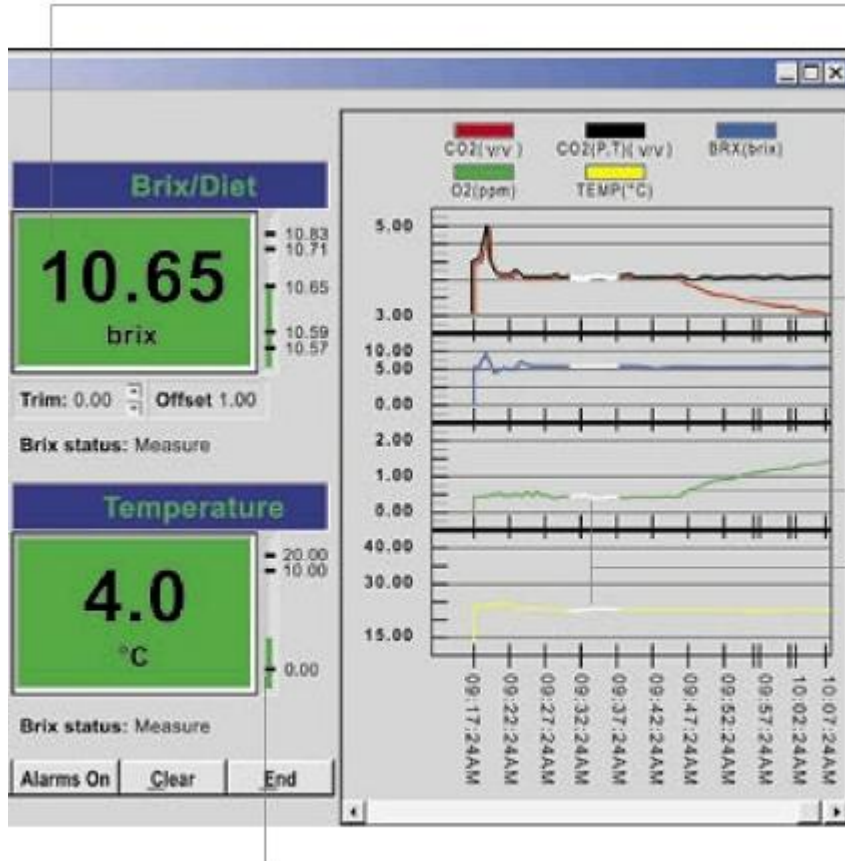 Brix/Diet
10.65
brix
10.83
10.71
10.65
10.59
10.57
Trim: 0.00 Offset 1.00
Brix status: Measure
Temperature
4.0
°C
20.00
10.00
0.00
Brix status: Measure
Alarms On Clear End
CO2(v/v) CO2(P,T)(v/v) BRX(brix)
O2(ppm) TEMP(°C)
5.00
3.00
10.00
5.00
0.00
2.00
1.00
0.00
40.00
30.00
15.00
09:17:24AM
09:22:24AM
09:27:24AM
09:32:24AM
09:37:24AM
09:42:24AM
09:47:24AM
09:52:24AM
09:57:24AM
10:02:24AM
10:07:24AM